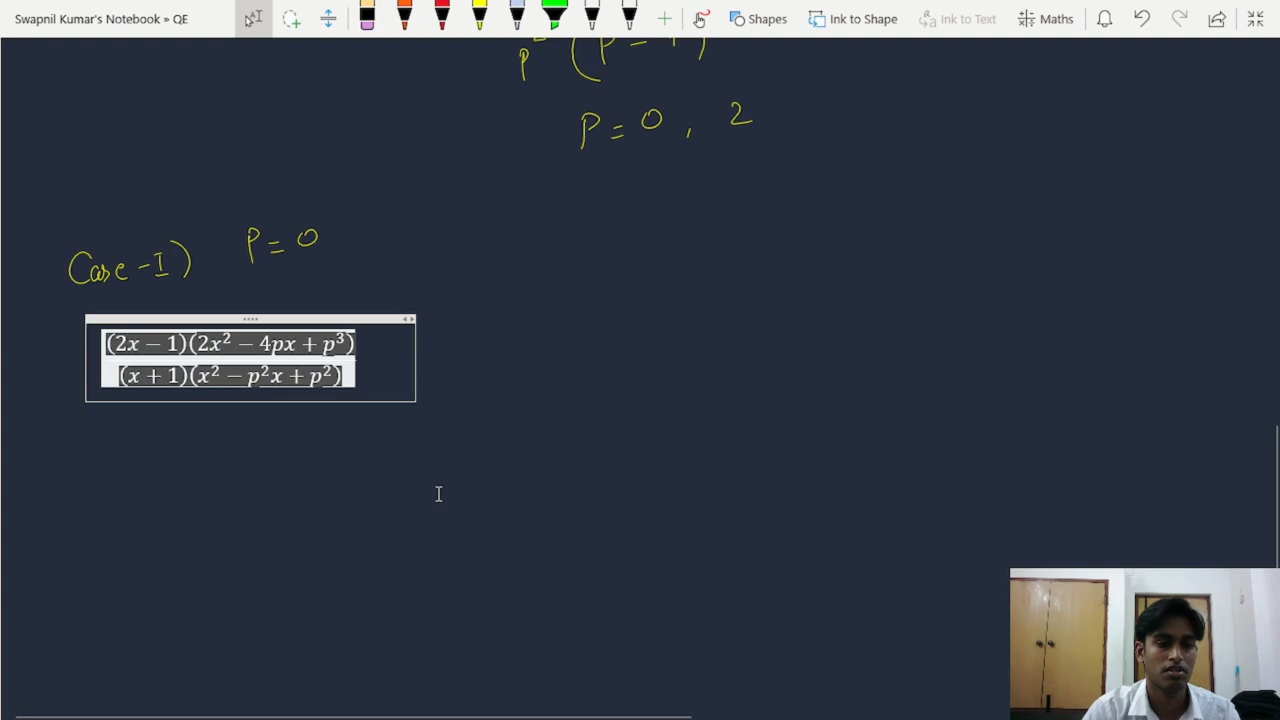 Swapnil Kumar's Notebook » QE
Shapes
Ink to Shape
Ink to Text
Maths
P = 0 , 2
Case-I) P = 0
(2x − 1)(2x² − 4px + p³)
(x + 1)(x² − p²x + p²)